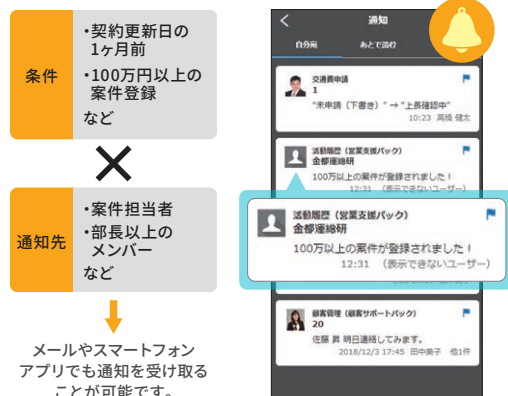 条件
・契約更新日の
1ヶ月前
・100万円以上の
案件登録
など
通知先
・案件担当者
・部長以上の
メンバー
など
メールやスマートフォン
アプリでも通知を受け取る
ことが可能です。
通知
自分宛
あとで読む
交通費申請
1
"未申請（下書き）" → "上長確認中"
10:23 高橋 健太
活動履歴（営業支援パック）
金都運総研
100万以上の案件が登録されました！
12:31 （表示できないユーザー）
活動履歴（営業支援パック）
金都運総研
100万以上の案件が登録されました！
12:31 （表示できないユーザー）
顧客管理（顧客サポートパック）
20
佐藤 昇 明日連絡してみます。
2018/12/3 17:45 田中美子 他1件